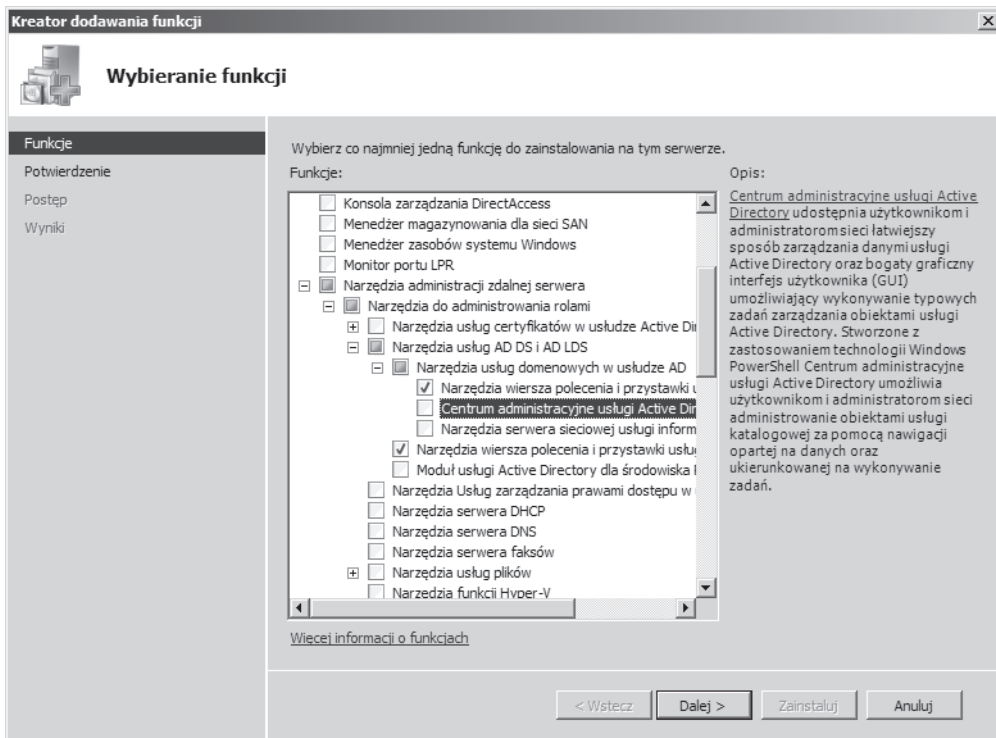 Kreator dodawania funkcji
Wybieranie funkcji
Funkcje
Potwierdzenie
Postęp
Wyniki
Wybierz co najmniej jedną funkcję do zainstalowania na tym serwerze.
Funkcje:
Konsola zarządzania DirectAccess
Menedżer magazynowania dla sieci SAN
Menedżer zasobów systemu Windows
Monitor portu LPR
Narzędzia administracji zdalnej serwera
Narzędzia do administrowania rolami
Narzędzia usług certyfikatów w usłudze Active Di
Narzędzia usług AD DS i AD LDS
Narzędzia usług domenowych w usłudze AD
Narzędzia wiersza polecenia i przystawki u
Centrum administracyjne usługi Active Dir
Narzędzia serwera sieciowej usługi inform
Narzędzia wiersza polecenia i przystawki usług
Moduł usługi Active Directory dla środowiska
Narzędzia Usług zarządzania prawami dostępu w
Narzędzia serwera DHCP
Narzędzia serwera DNS
Narzędzia serwera faksów
Narzędzia usług plików
Narzędzia funkcji Hyper-V
Więcej informacji o funkcjach
Opis:
Centrum administracyjne usługi Active
Directory udostępnia użytkownikom i
administratorom sieci łatwiejszy
sposób zarządzania danymi usługi
Active Directory oraz bogaty graficzny
interfejs użytkownika (GUI)
umożliwiający wykonywanie typowych
zadań zarządzania obiektami usługi
Active Directory. Stworzone z
zastosowaniem technologii Windows
PowerShell Centrum administracyjne
usługi Active Directory umożliwia
użytkownikom i administratorom sieci
administrowanie obiektami usługi
katalogowej za pomocą nawigacji
opartej na danych oraz
ukierunkowanej na wykonywanie
zadań.
< Wstecz
Dalej >
Zainstaluj
Anuluj